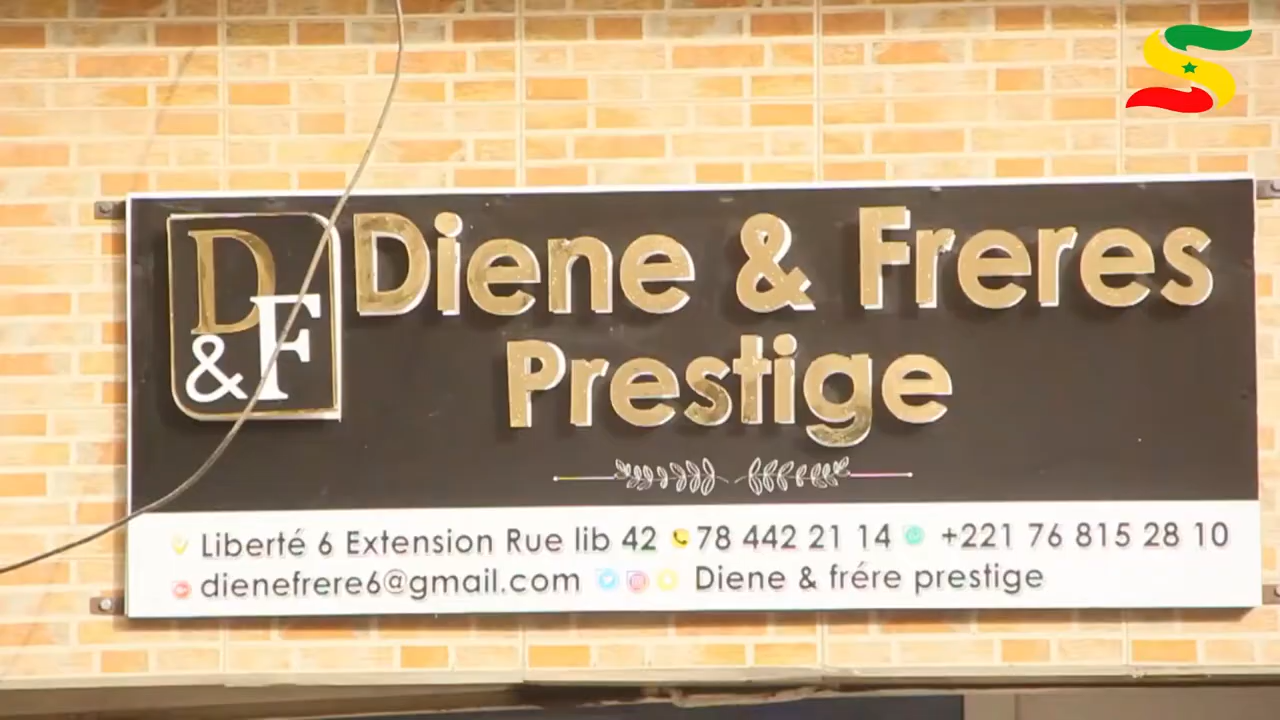 D
&F
Diene & Freres
Prestige
Liberté 6 Extension Rue lib 42 78 442 21 14 +221 76 815 28 10
dienefrere6@gmail.com Diene & frére prestige